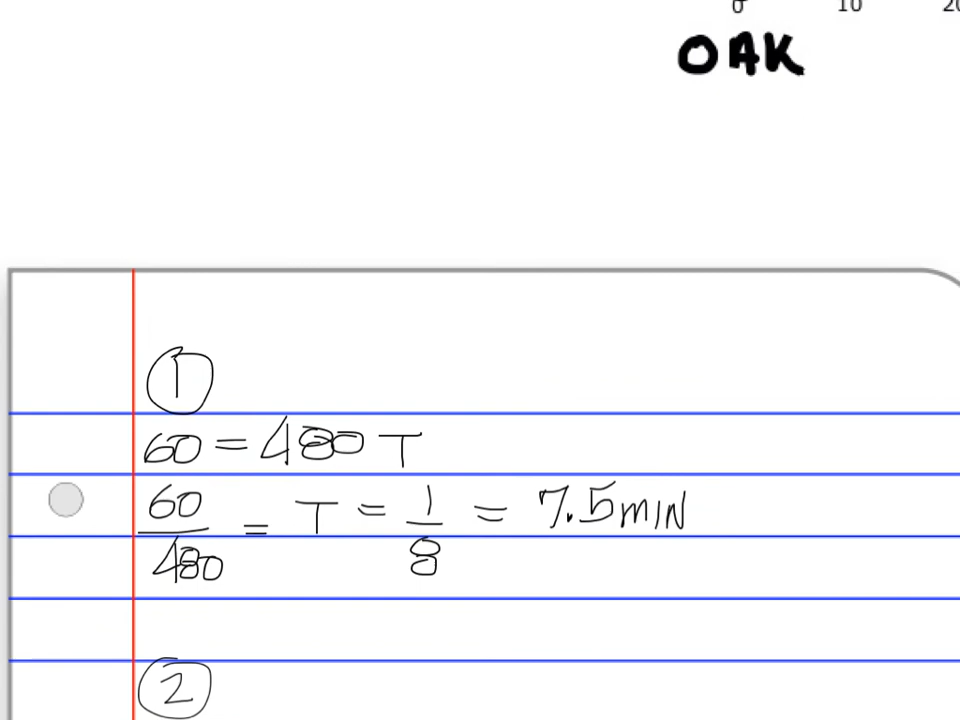 0 10 20
OAK
1
60 = 480 T
60/480 = T = 1/8 = 7.5 MIN
2